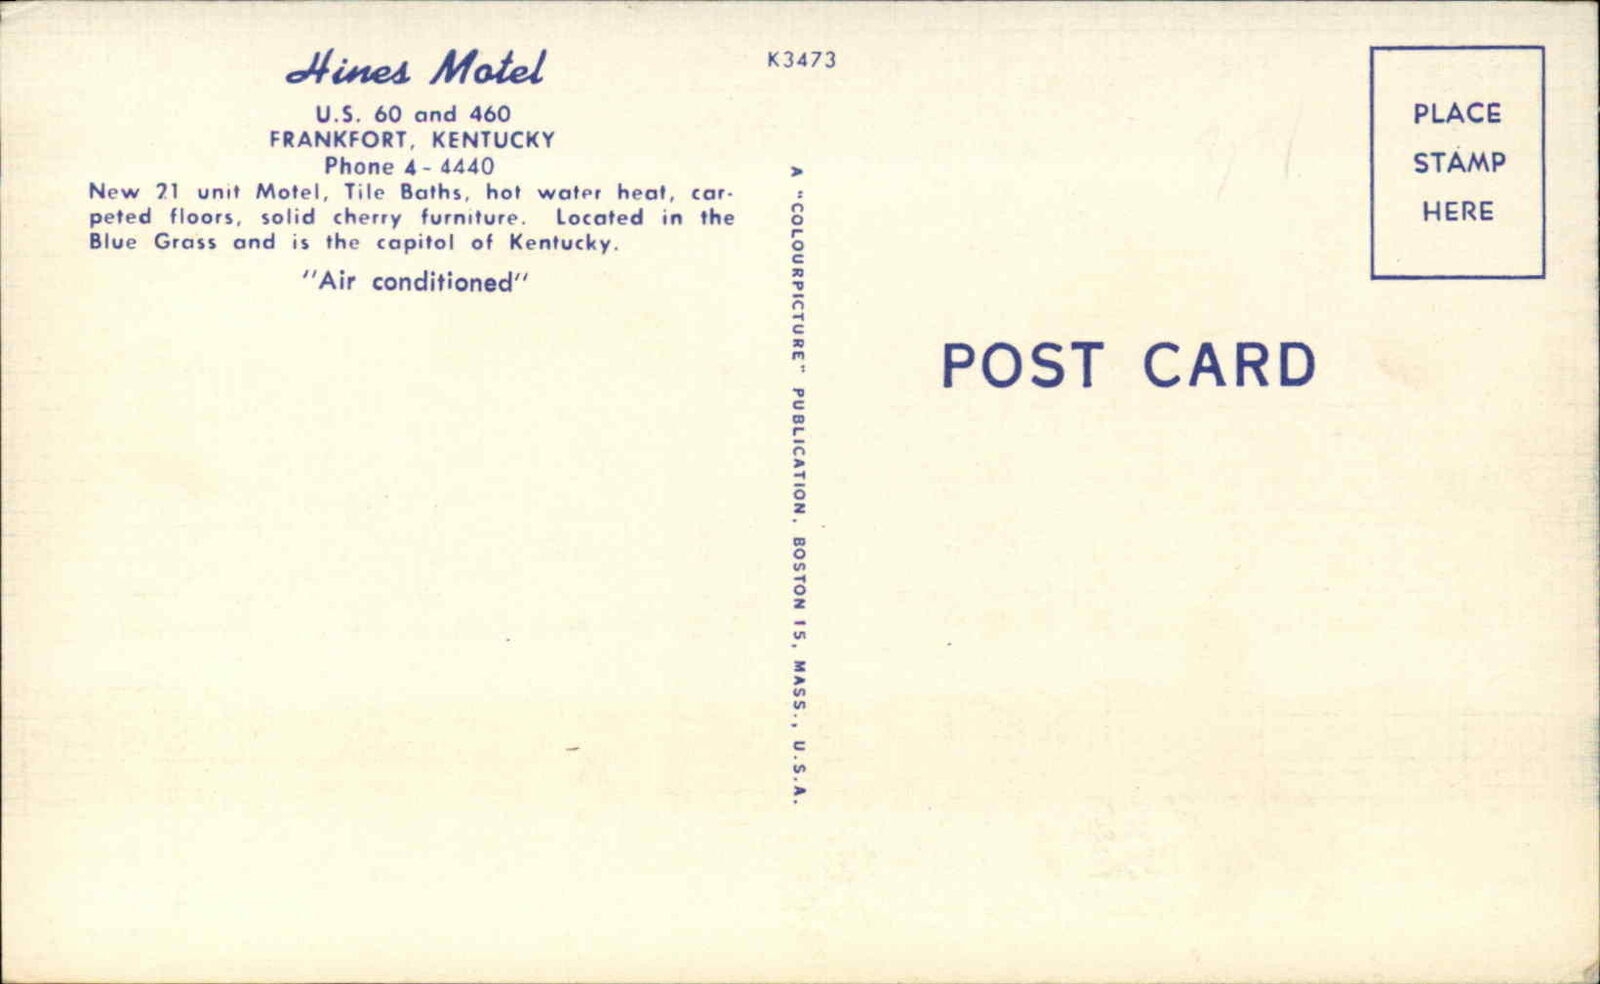 Hines Motel
U.S. 60 and 460
FRANKFORT, KENTUCKY
Phone 4-4440
New 21 unit Motel, Tile Baths, hot water heat, car-
peted floors, solid cherry furniture. Located in the
Blue Grass and is the capitol of Kentucky.
"Air conditioned"
K3473
A "COLOURPICTURE" PUBLICATION, BOSTON 15, MASS., U.S.A.
PLACE
STAMP
HERE
POST CARD